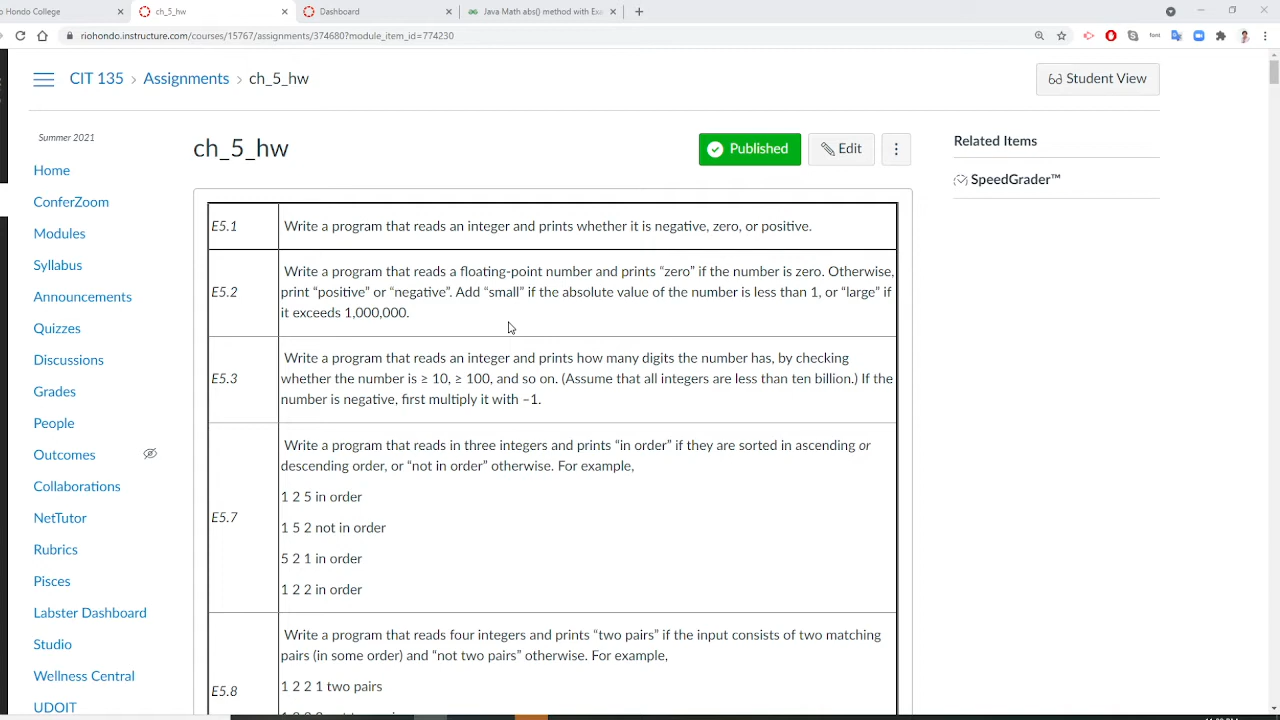 o Hondo College
ch_5_hw
Dashboard
Java Math abs() method with Exa
riohondo.instructure.com/courses/15767/assignments/374680?module_item_id=774230
CIT 135 > Assignments > ch_5_hw
Student View
Summer 2021
Home
ConferZoom
Modules
Syllabus
Announcements
Quizzes
Discussions
Grades
People
Outcomes
Collaborations
NetTutor
Rubrics
Pisces
Labster Dashboard
Studio
Wellness Central
UDOIT
ch_5_hw
Published
Edit
E5.1
Write a program that reads an integer and prints whether it is negative, zero, or positive.
E5.2
Write a program that reads a floating-point number and prints “zero” if the number is zero. Otherwise,
print “positive” or “negative”. Add “small” if the absolute value of the number is less than 1, or “large” if
it exceeds 1,000,000.
E5.3
Write a program that reads an integer and prints how many digits the number has, by checking
whether the number is ≥ 10, ≥ 100, and so on. (Assume that all integers are less than ten billion.) If the
number is negative, first multiply it with –1.
E5.7
Write a program that reads in three integers and prints “in order” if they are sorted in ascending or
descending order, or “not in order” otherwise. For example,
1 2 5 in order
1 5 2 not in order
5 2 1 in order
1 2 2 in order
E5.8
Write a program that reads four integers and prints “two pairs” if the input consists of two matching
pairs (in some order) and “not two pairs” otherwise. For example,
1 2 2 1 two pairs
Related Items
SpeedGrader™